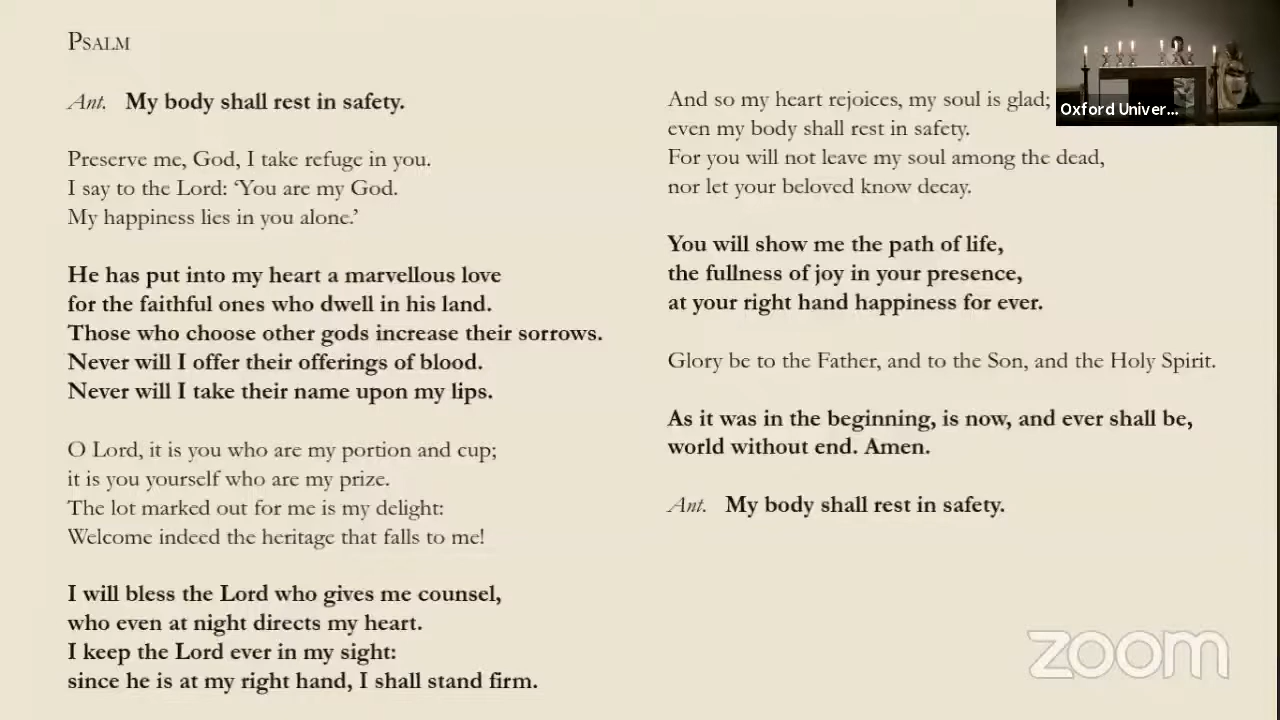 PSALM
Ant. My body shall rest in safety.
Preserve me, God, I take refuge in you.
I say to the Lord: ‘You are my God.
My happiness lies in you alone.’
He has put into my heart a marvellous love
for the faithful ones who dwell in his land.
Those who choose other gods increase their sorrows.
Never will I offer their offerings of blood.
Never will I take their name upon my lips.
O Lord, it is you who are my portion and cup;
it is you yourself who are my prize.
The lot marked out for me is my delight:
Welcome indeed the heritage that falls to me!
I will bless the Lord who gives me counsel,
who even at night directs my heart.
I keep the Lord ever in my sight:
since he is at my right hand, I shall stand firm.
And so my heart rejoices, my soul is glad;
even my body shall rest in safety.
For you will not leave my soul among the dead,
nor let your beloved know decay.
You will show me the path of life,
the fullness of joy in your presence,
at your right hand happiness for ever.
Glory be to the Father, and to the Son, and the Holy Spirit.
As it was in the beginning, is now, and ever shall be,
world without end. Amen.
Ant. My body shall rest in safety.
Oxford Univer...
zoom